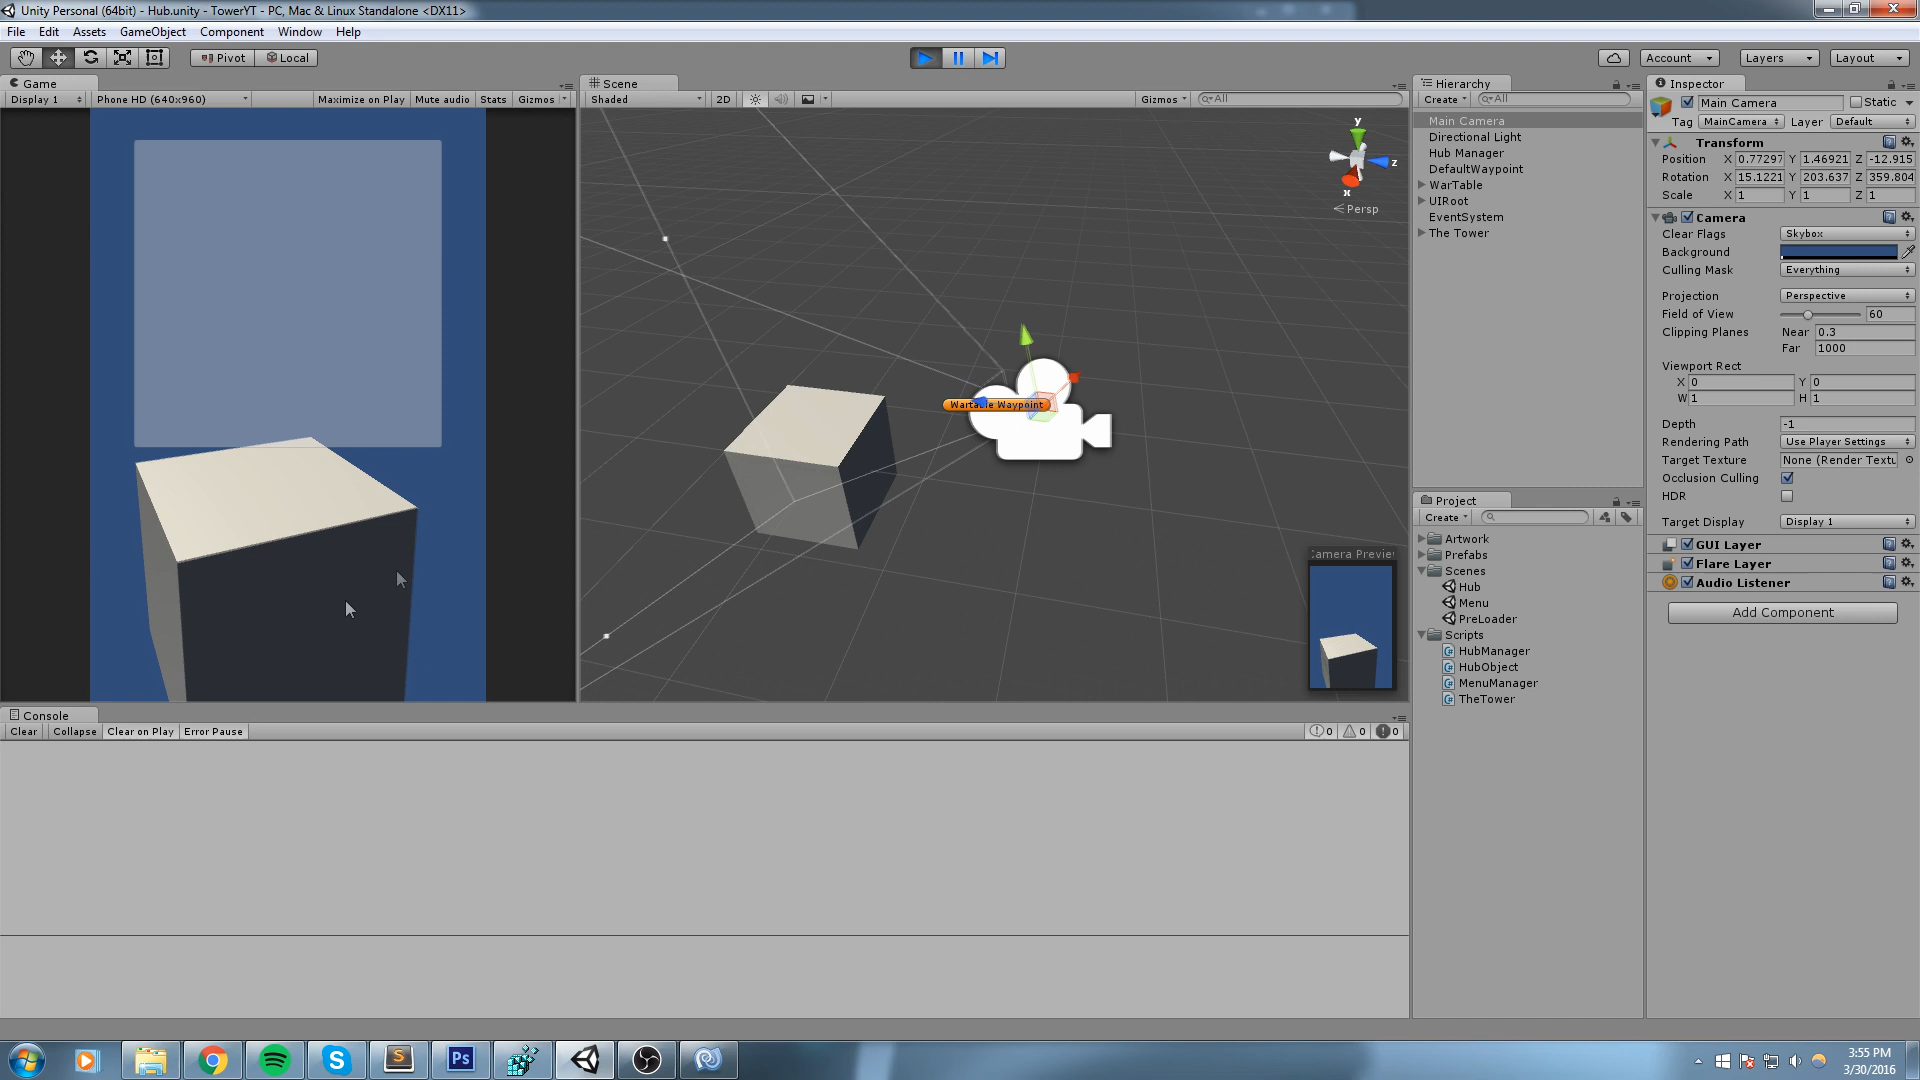 Unity Personal (64bit) - Hub.unity - TowerYT - PC, Mac & Linux Standalone <DX11>
File Edit Assets GameObject Component Window Help
Pivot Local Account Layers Layout
Game
Display 1 Phone HD (640x960) Maximize on Play Mute audio Stats Gizmos
Scene
Shaded 2D Gizmos All
y
z
x
Persp
Wartable Waypoint
Camera Preview
Hierarchy
Create All
Main Camera
Directional Light
Hub Manager
DefaultWaypoint
WarTable
UIRoot
EventSystem
The Tower
Project
Create
Artwork
Prefabs
Scenes
Hub
Menu
PreLoader
Scripts
HubManager
HubObject
MenuManager
TheTower
Inspector
Main Camera Static
Tag MainCamera Layer Default
Transform
Position X 0.77297 Y 1.46921 Z -12.915
Rotation X 15.1221 Y 203.637 Z 359.804
Scale X 1 Y 1 Z 1
Camera
Clear Flags Skybox
Background
Culling Mask Everything
Projection Perspective
Field of View 60
Clipping Planes Near 0.3
Far 1000
Viewport Rect
X 0 Y 0
W 1 H 1
Depth -1
Rendering Path Use Player Settings
Target Texture None (Render Textu
Occlusion Culling
HDR
Target Display Display 1
GUI Layer
Flare Layer
Audio Listener
Add Component
Console
Clear Collapse Clear on Play Error Pause 0 0 0
S S Ps
3:55 PM
3/30/2016